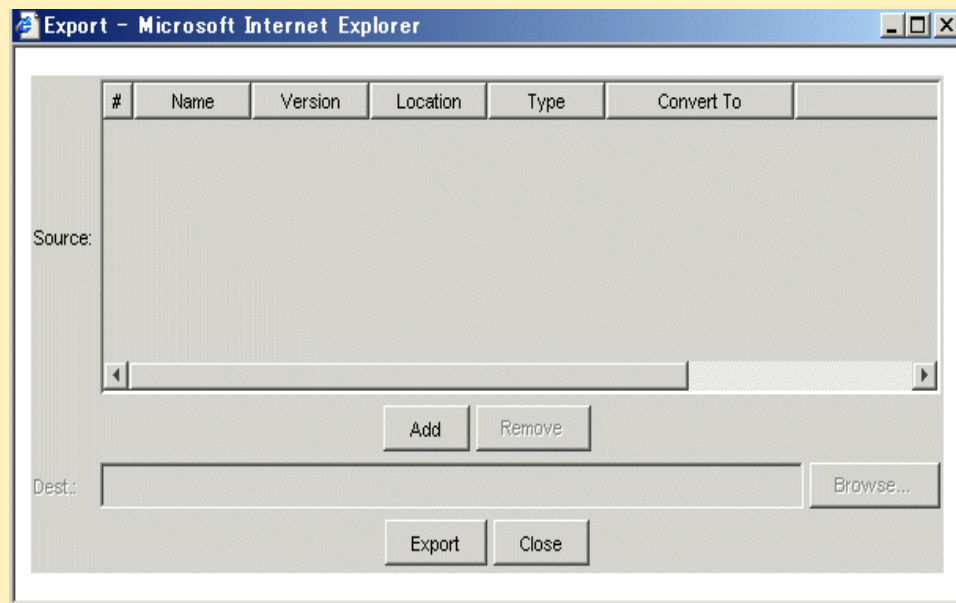 Export - Microsoft Internet Explorer
# Name Version Location Type Convert To
Source:
Add Remove
Dest.: Browse...
Export Close